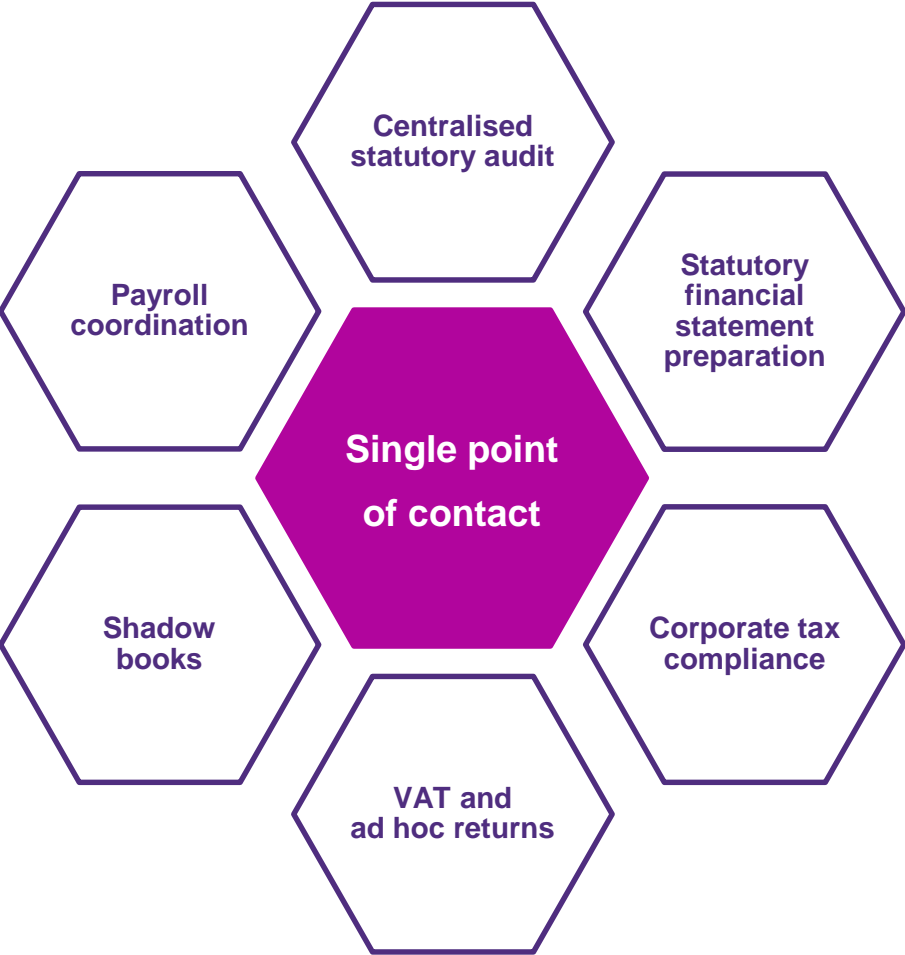 Centralised
statutory audit
Payroll
coordination
Statutory
financial
statement
preparation
Single point
of contact
Shadow
books
Corporate tax
compliance
VAT and
ad hoc returns